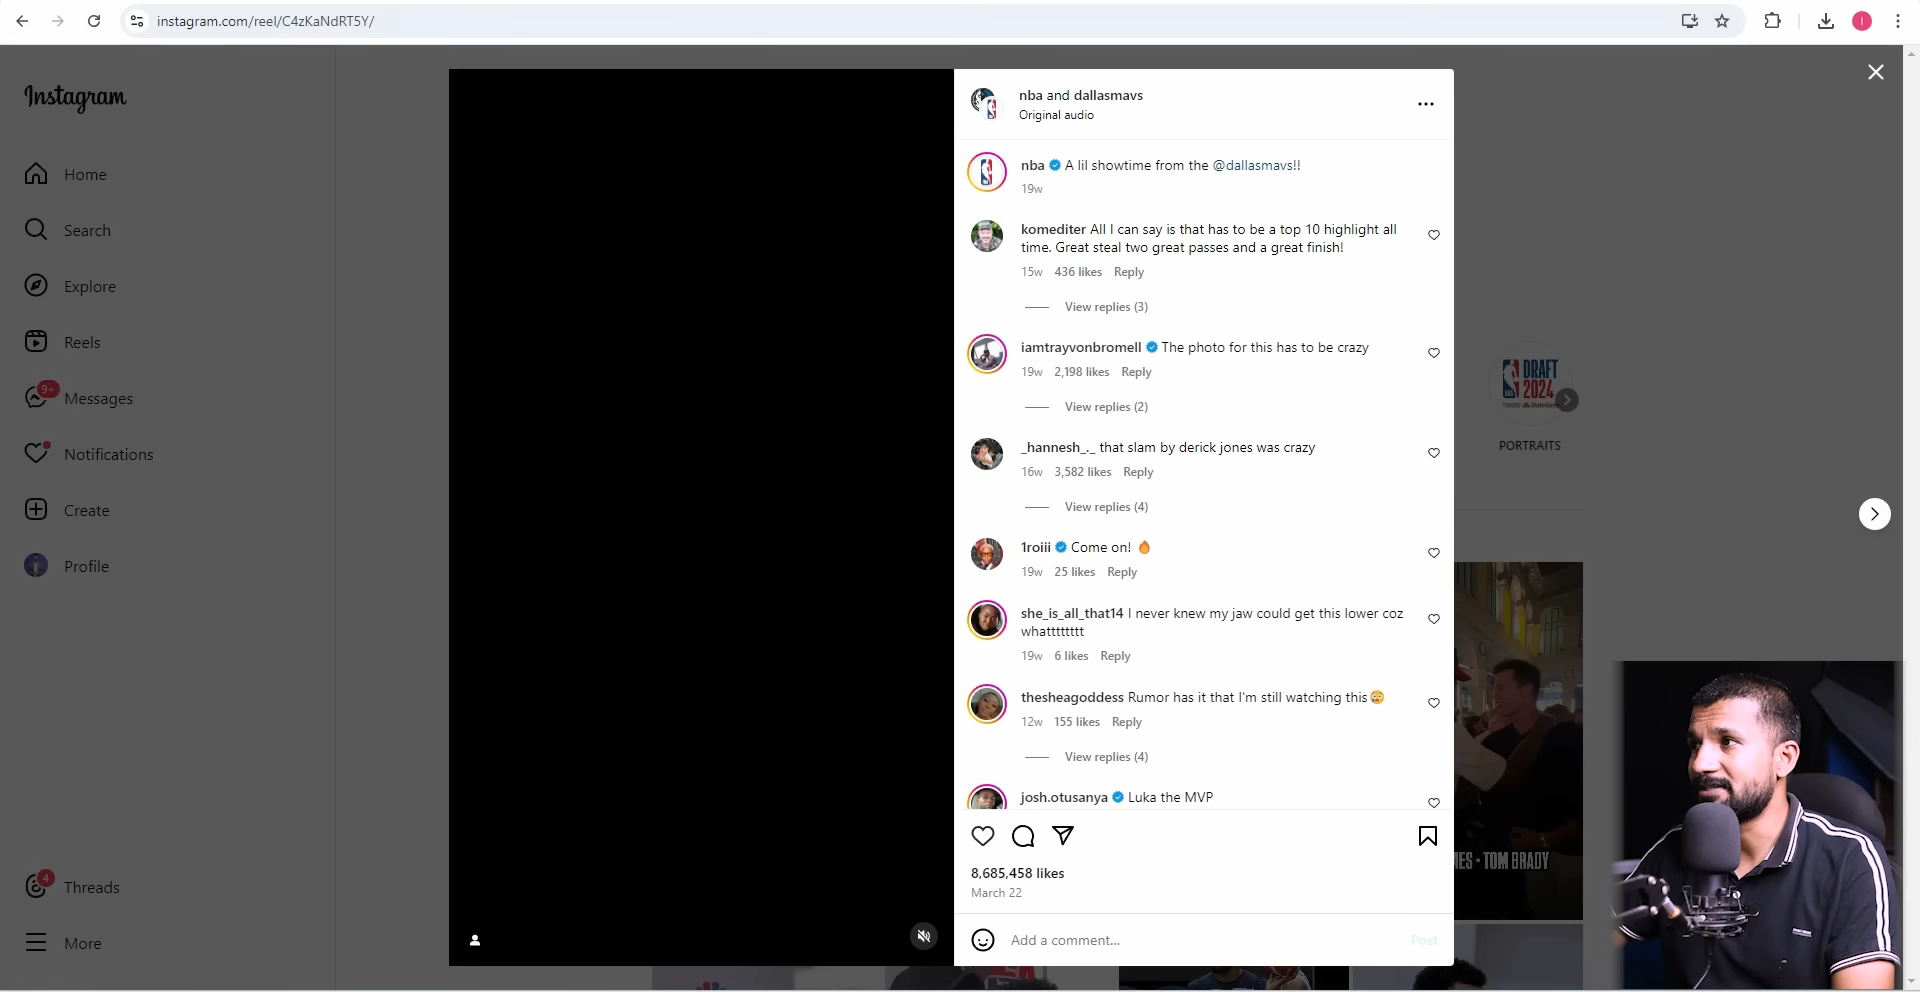 instagram.com/reel/C4zKaNdRT5Y/
Instagram
Home
Search
Explore
Reels
9+
Messages
Notifications
Create
Profile
4
Threads
More
nba and dallasmavs
Original audio
nba A lil showtime from the @dallasmavs!!
19w
komediter All I can say is that has to be a top 10 highlight all
time. Great steal two great passes and a great finish!
15w 436 likes Reply
View replies (3)
iamtrayvonbromell The photo for this has to be crazy
19w 2,198 likes Reply
View replies (2)
_hannesh_._ that slam by derick jones was crazy
16w 3,582 likes Reply
View replies (4)
1roiii Come on! 🔥
19w 25 likes Reply
she_is_all_that14 I never knew my jaw could get this lower coz
whatttttttt
19w 6 likes Reply
thesheagoddess Rumor has it that I'm still watching this😳
12w 155 likes Reply
View replies (4)
josh.otusanya Luka the MVP
8,685,458 likes
March 22
Add a comment...
Post
DRAFT
2024
PORTRAITS
MES - TOM BRADY